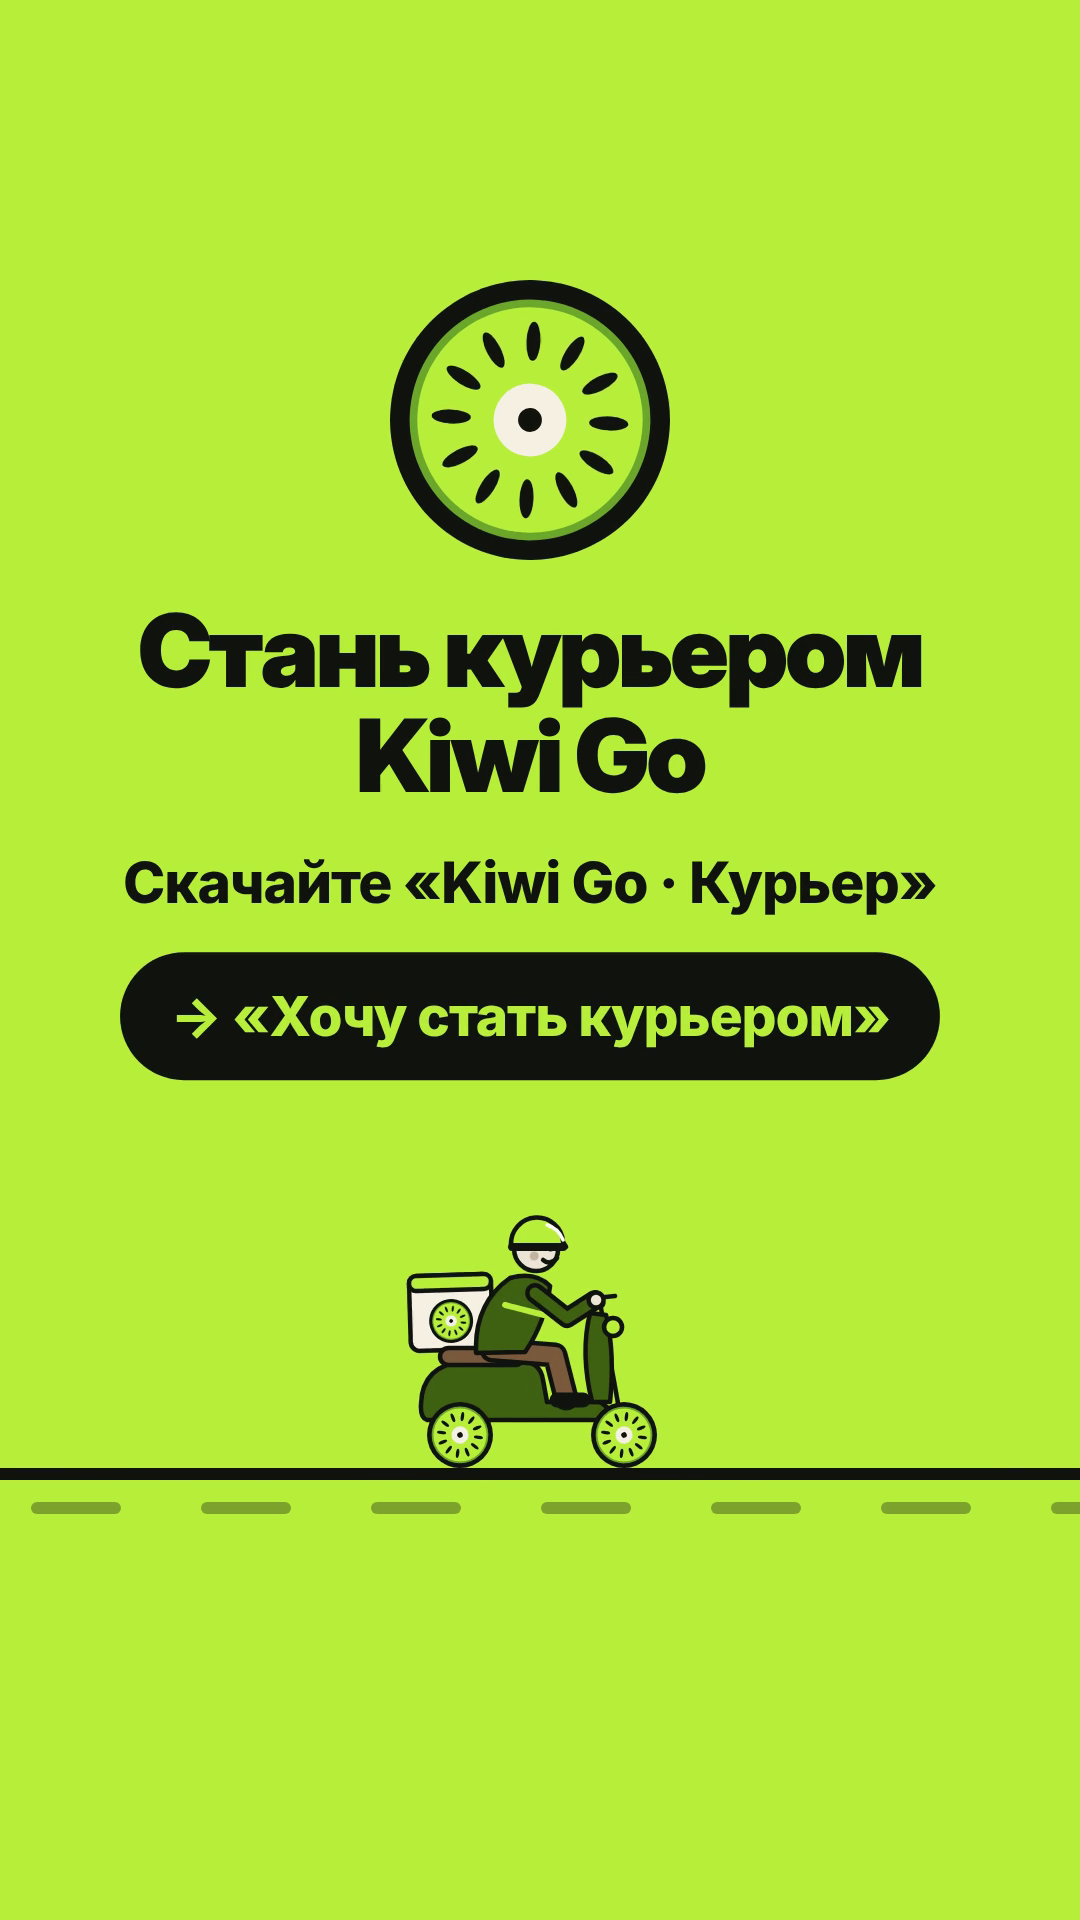 Стань курьером
Kiwi Go
Скачайте «Kiwi Go · Курьер»
→ «Хочу стать курьером»